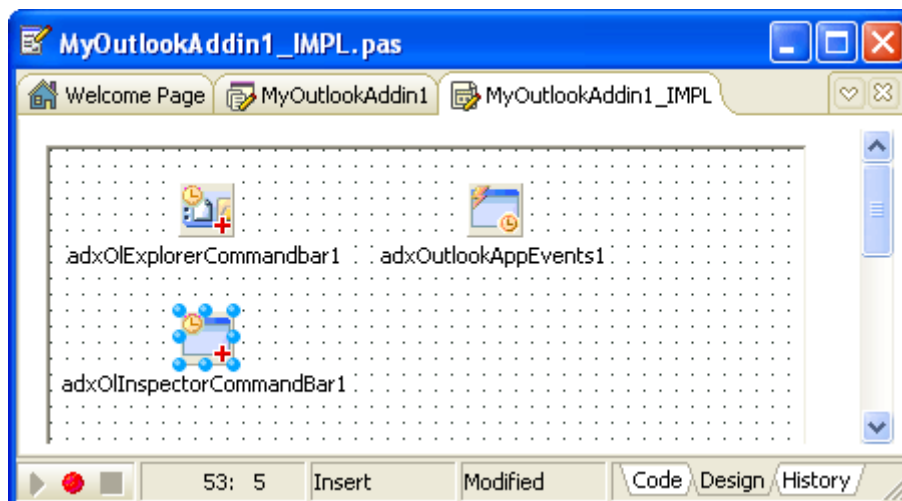 MyOutlookAddin1_IMPL.pas
Welcome Page MyOutlookAddin1 MyOutlookAddin1_IMPL
adxOlExplorerCommandbar1 adxOutlookAppEvents1
adxOlInspectorCommandBar1
53: 5 Insert Modified Code Design History